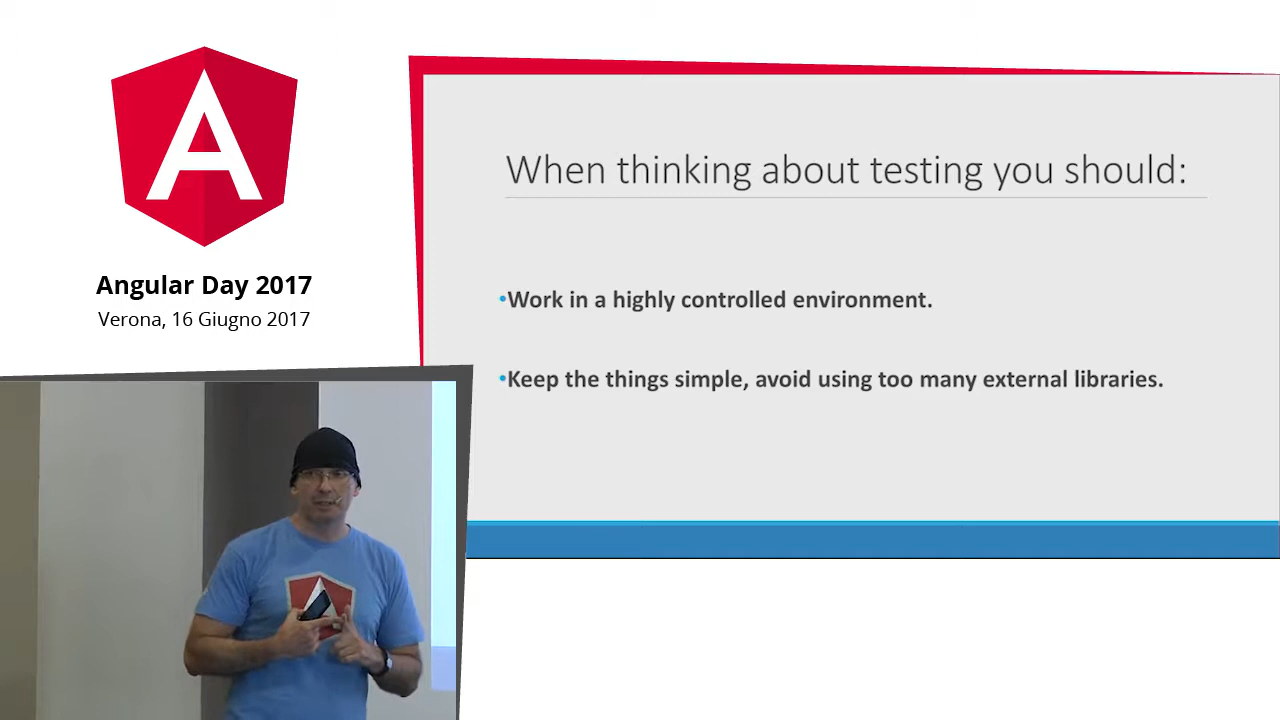 Angular Day 2017
Verona, 16 Giugno 2017
When thinking about testing you should:
•Work in a highly controlled environment.
•Keep the things simple, avoid using too many external libraries.